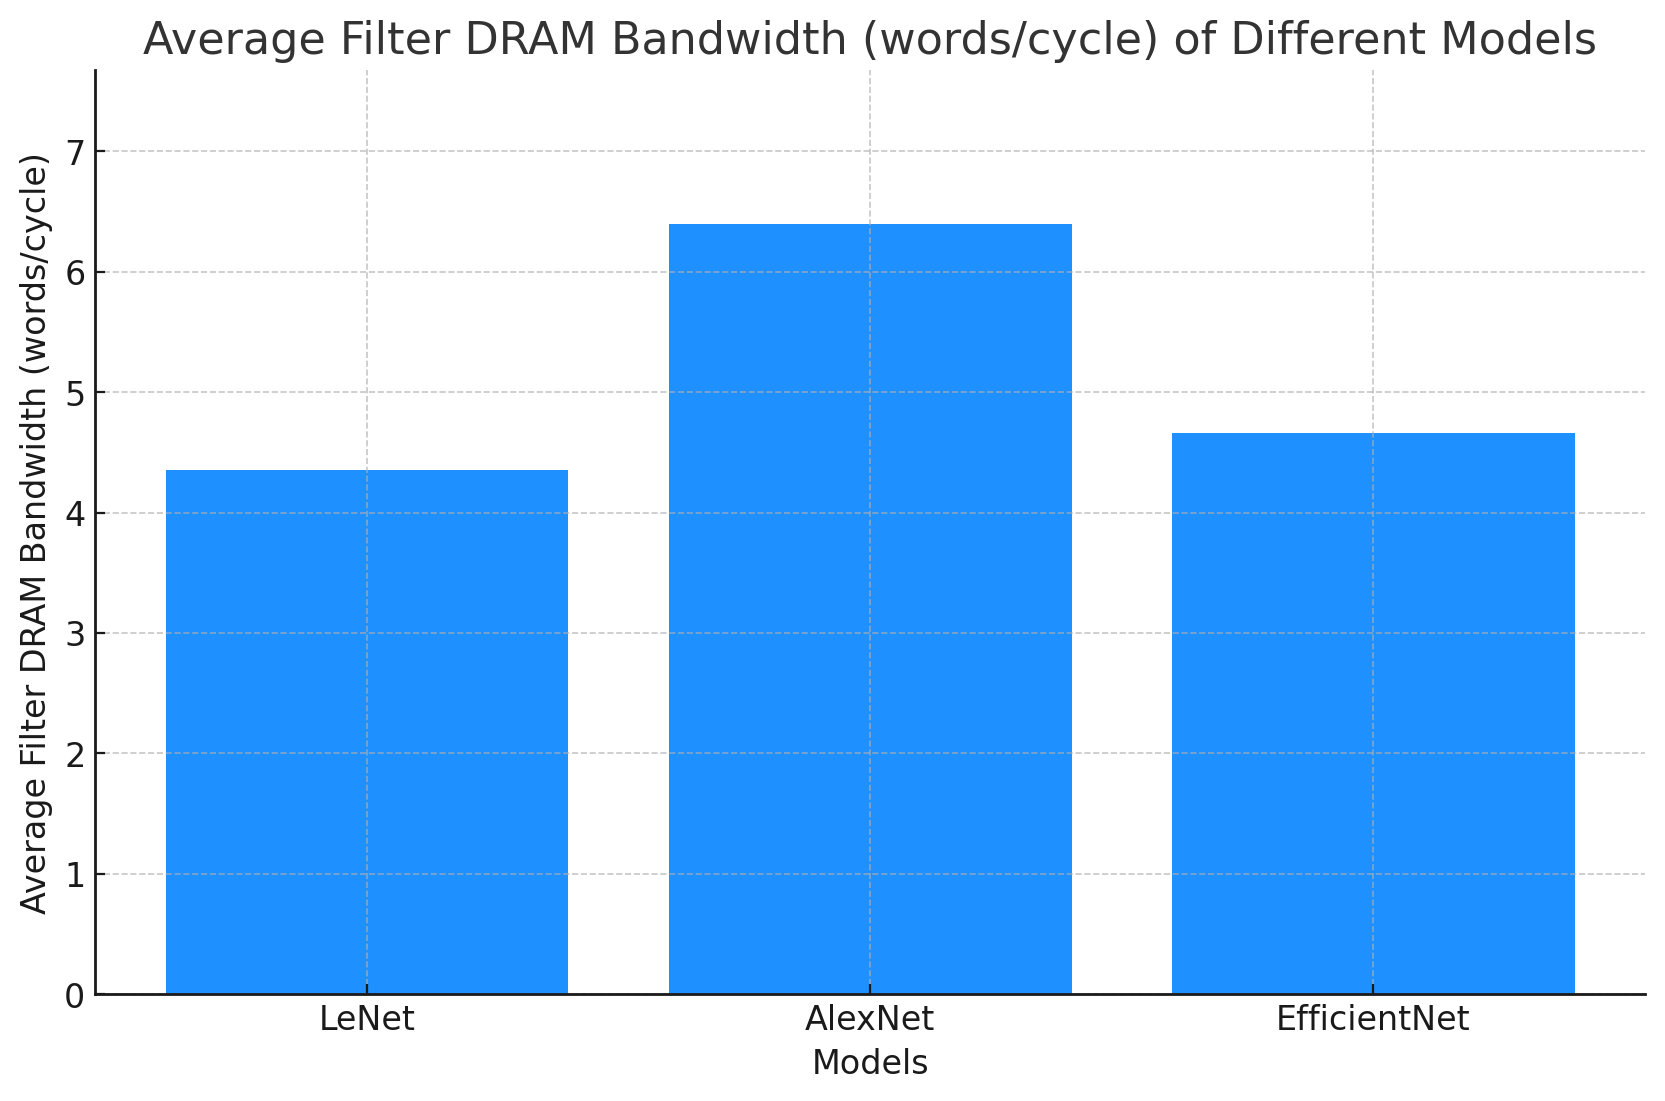 Average Filter DRAM Bandwidth (words/cycle) of Different Models
Average Filter DRAM Bandwidth (words/cycle)
7
6
5
4
3
2
1
0
LeNet AlexNet EfficientNet
Models